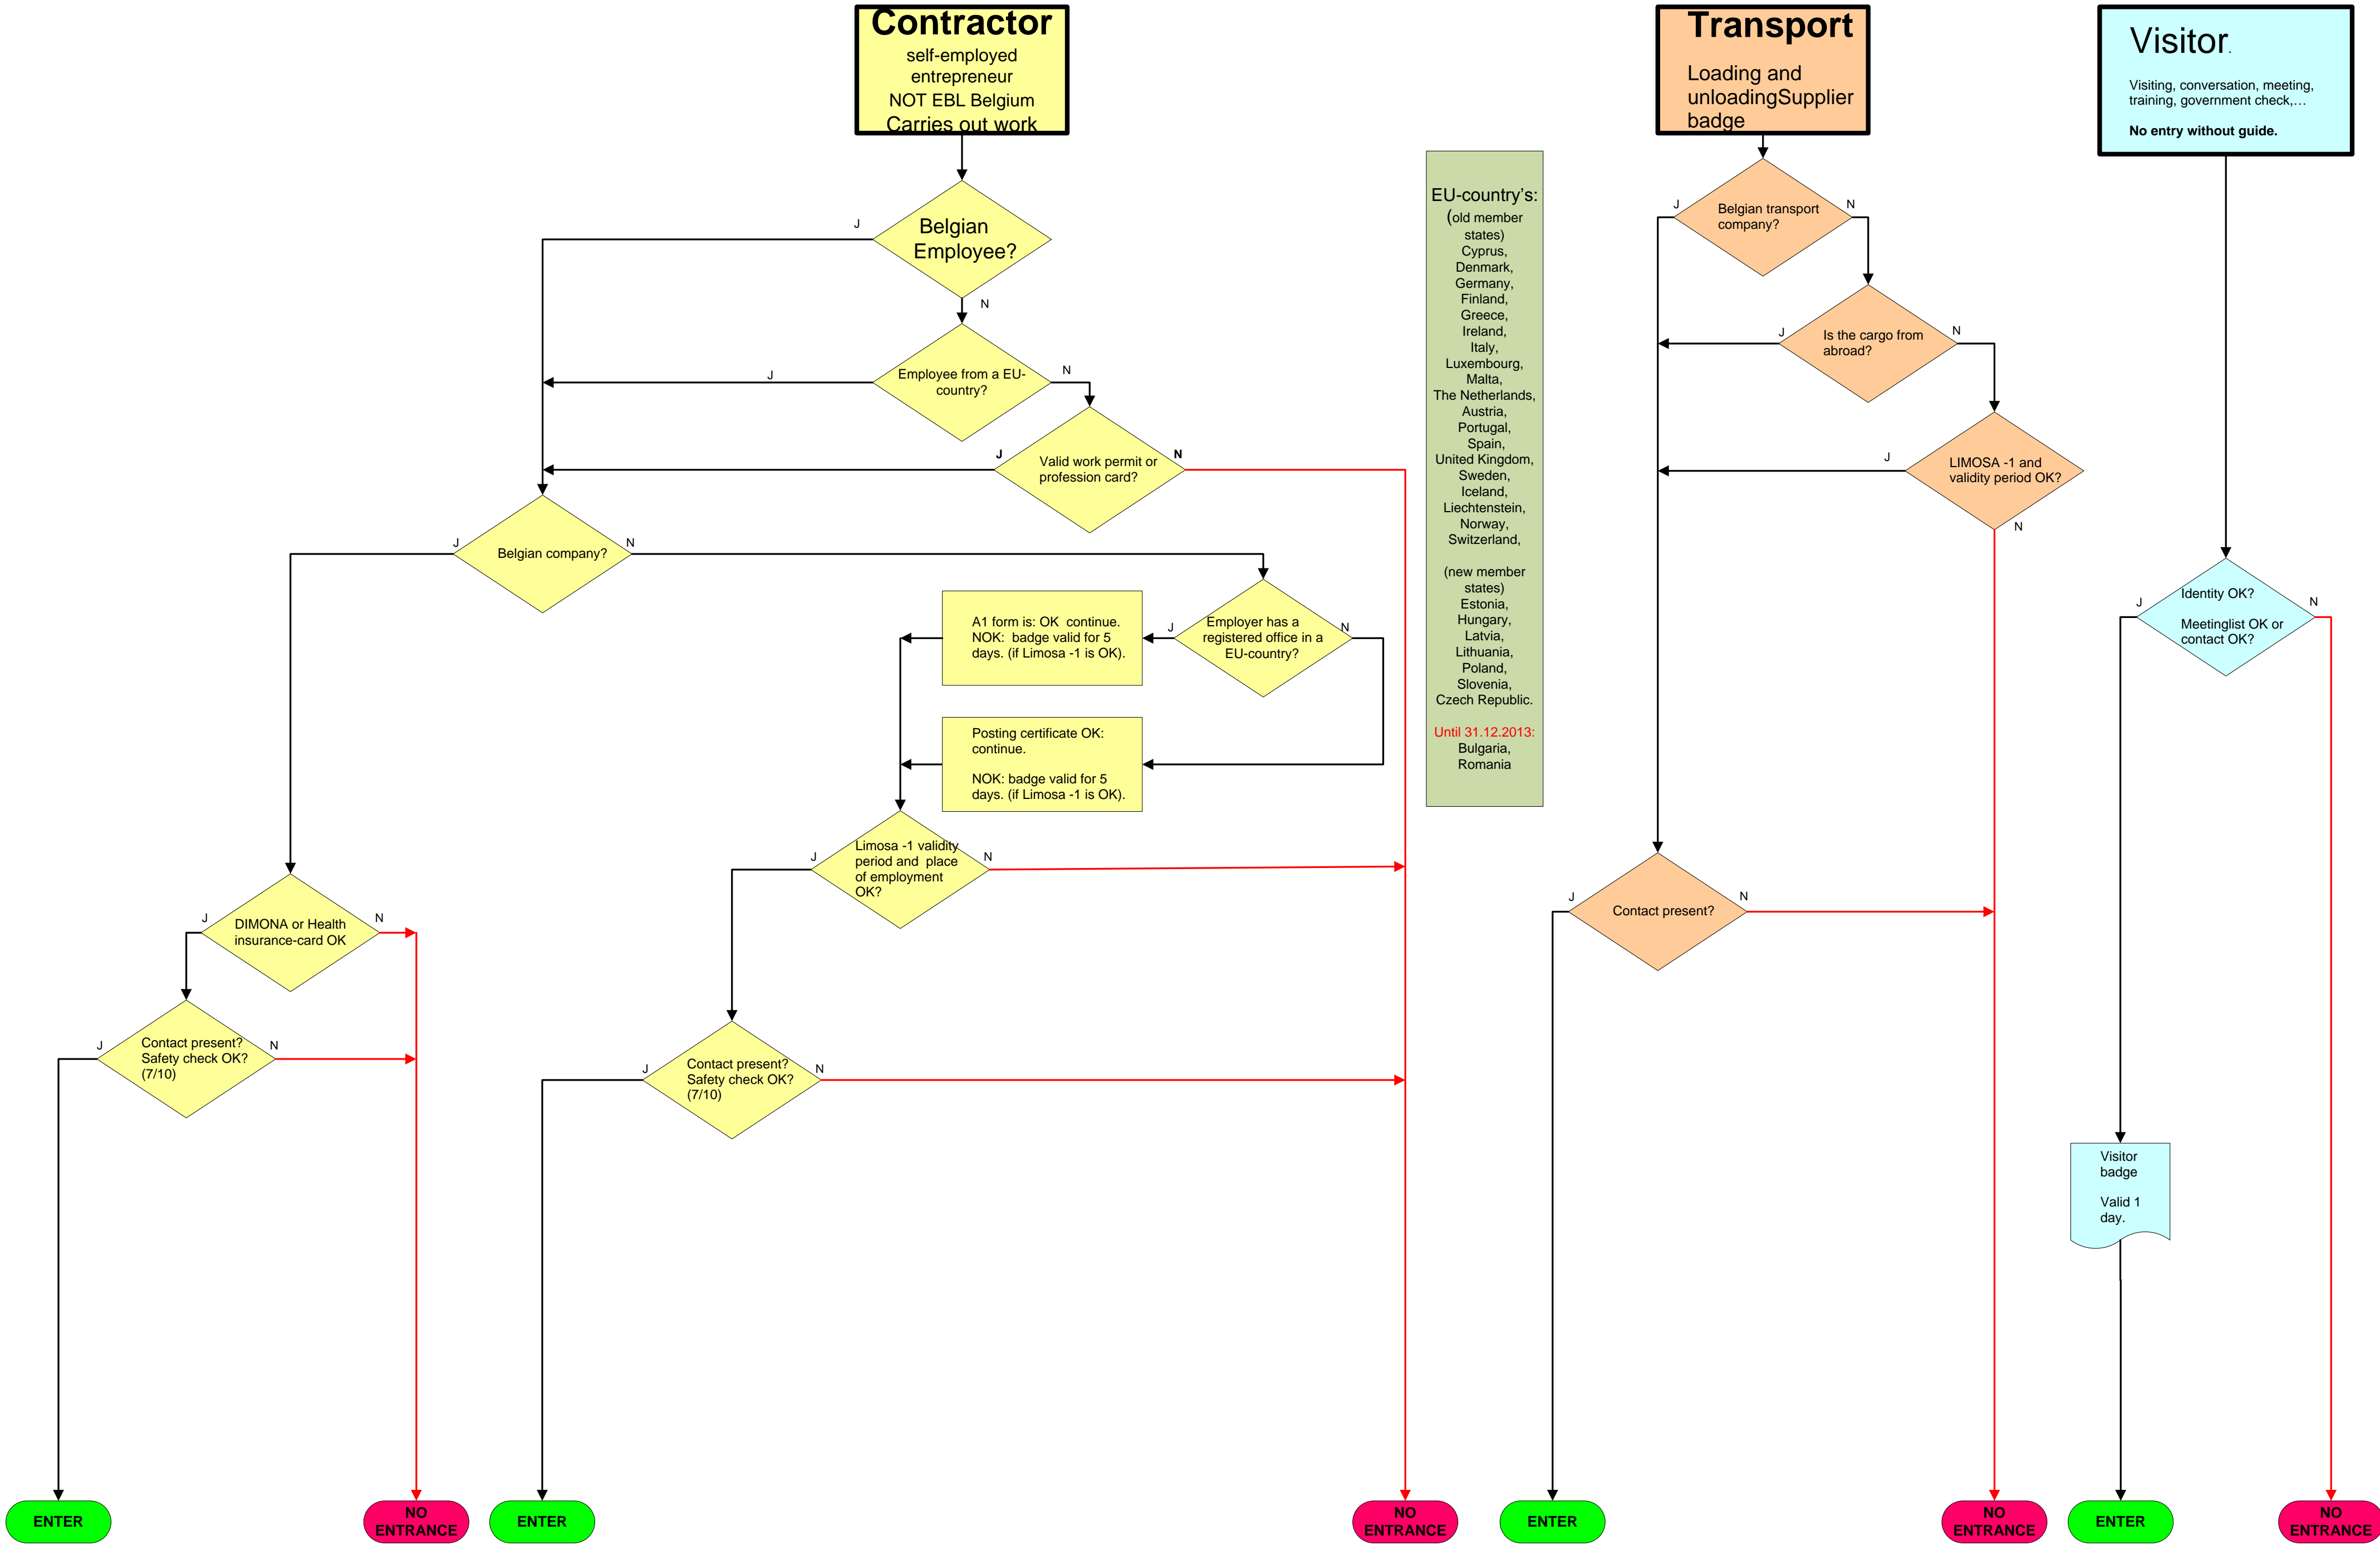 Contractor
self-employed
entrepreneur
NOT EBL Belgium
Carries out work
Belgian
Employee?
J
N
Employee from a EU-
country?
J
N
Valid work permit or
profession card?
J
N
Belgian company?
J
N
Employer has a
registered office in a
EU-country?
J
N
A1 form is: OK  continue.
NOK:  badge valid for 5
days. (if Limosa -1 is OK).
Posting certificate OK:
continue.
NOK: badge valid for 5
days. (if Limosa -1 is OK).
Limosa -1 validity
period and  place
of employment
OK?
J
N
DIMONA or Health
insurance-card OK
J
N
Contact present?
Safety check OK?
(7/10)
J
N
Contact present?
Safety check OK?
(7/10)
J
N
ENTER
NO
ENTRANCE
ENTER
NO
ENTRANCE
EU-country's:
(old member
states)
Cyprus,
Denmark,
Germany,
Finland,
Greece,
Ireland,
Italy,
Luxembourg,
Malta,
The Netherlands,
Austria,
Portugal,
Spain,
United Kingdom,
Sweden,
Iceland,
Liechtenstein,
Norway,
Switzerland,
(new member
states)
Estonia,
Hungary,
Latvia,
Lithuania,
Poland,
Slovenia,
Czech Republic.
Until 31.12.2013:
Bulgaria,
Romania
Transport
Loading and
unloadingSupplier
badge
Belgian transport
company?
J
N
Is the cargo from
abroad?
J
N
LIMOSA -1 and
validity period OK?
J
N
Contact present?
J
N
ENTER
NO
ENTRANCE
Visitor.
Visiting, conversation, meeting,
training, government check,…
No entry without guide.
Identity OK?
Meetinglist OK or
contact OK?
J
N
Visitor
badge
Valid 1
day.
ENTER
NO
ENTRANCE